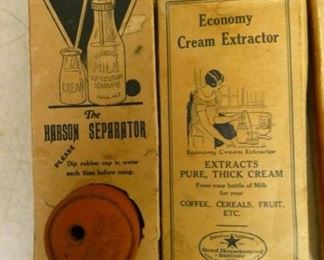 CREAM
HARSON
MILK
The
HARSON SEPARATOR
PLEASE
Dip rubber cap in water
each time before using.
Economy
Cream Extractor
Economy Cream Extractor
EXTRACTS
PURE, THICK CREAM
From your bottle of Milk
for your
COFFEE, CEREALS, FRUIT,
ETC.
Good Housekeeping
Institute